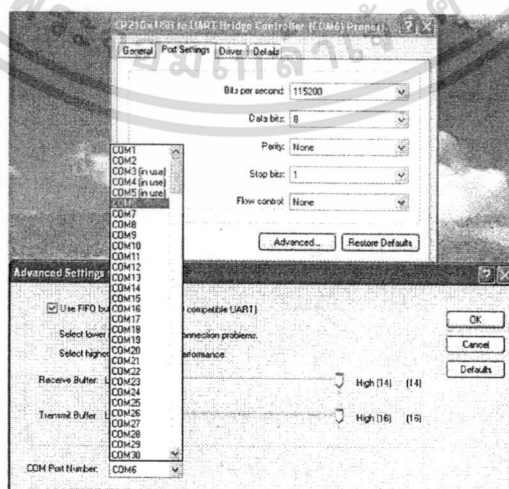 CP210x USB to UART Bridge Controller (COM6) Propert.
General Port Settings Driver Details
Bits per second: 115200
Data bits: 8
Parity: None
Stop bits: 1
Flow control: None
Advanced... Restore Defaults
COM1
COM2
COM3 (in use)
COM4 (in use)
COM5 (in use)
COM6
COM7
COM8
COM9
COM10
COM11
COM12
COM13
COM14
COM15
COM16
COM17
COM18
COM19
COM20
COM21
COM22
COM23
COM24
COM25
COM26
COM27
COM28
COM29
COM30
Advanced Settings
Use FIFO bu compatible UART)
OK
Select lower onnection problems.
Cancel
Select higher erformance.
Defaults
Receive Buffer: L High (14) (14)
Transmit Buffer: L High (16) (16)
COM Port Number: COM6